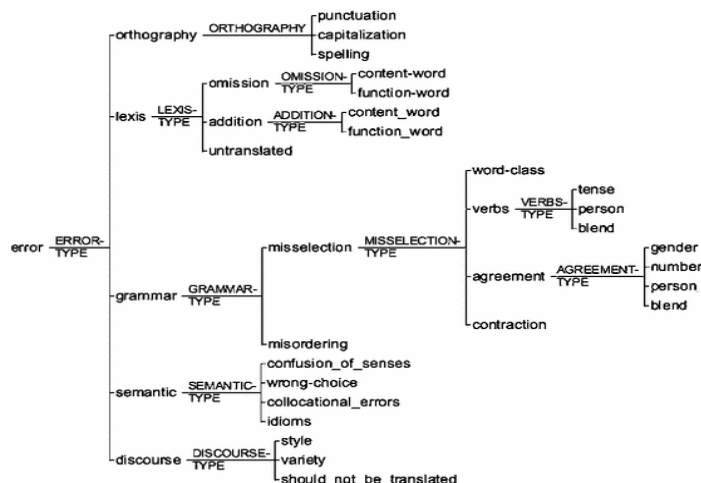 error ERROR-TYPE
orthography ORTHOGRAPHY
punctuation
capitalization
spelling
lexis LEXIS-TYPE
omission OMISSION-TYPE
content-word
function-word
addition ADDITION-TYPE
content_word
function_word
untranslated
grammar GRAMMAR-TYPE
misselection MISSELECTION-TYPE
word-class
verbs VERBS-TYPE
tense
person
blend
agreement AGREEMENT-TYPE
gender
number
person
blend
contraction
misordering
semantic SEMANTIC-TYPE
confusion_of_senses
wrong-choice
collocational_errors
idioms
discourse DISCOURSE-TYPE
style
variety
should_not_be_translated